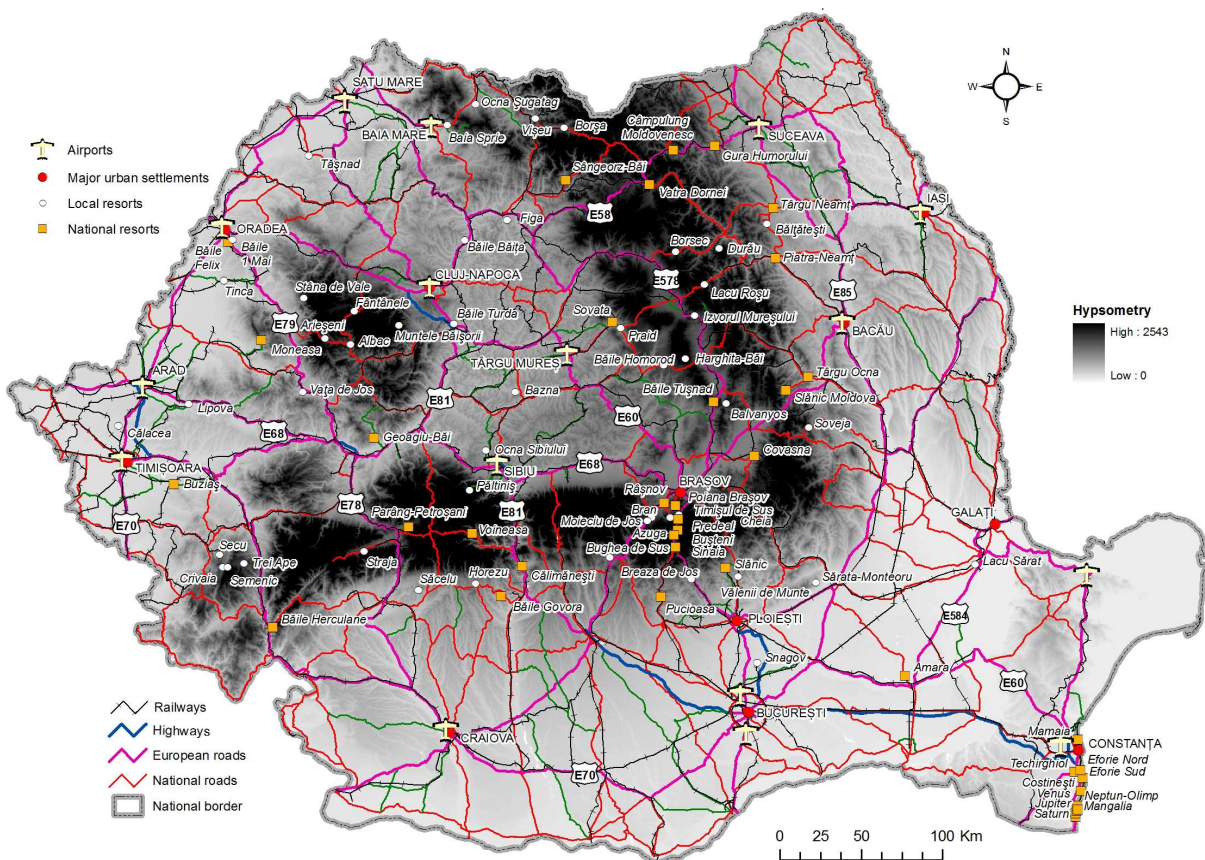 N
W
E
S
Airports
Major urban settlements
Local resorts
National resorts
SATU MARE
Ocna Şugatag
BAIA MARE
Baia Sprie
Vişeu
Borşa
Câmpulung
Moldovenesc
SUCEAVA
Gura Humorului
Tăşnad
Sângeorz-Băi
Vatra Dornei
Târgu Neamţ
IAŞI
Figa
E58
ORADEA
Băile
Felix
Băile
1 Mai
Băile Băiţa
Bălţăteşti
Borsec
Durău
Piatra-Neamţ
Tinca
Stâna de Vale
CLUJ-NAPOCA
E578
E85
Fântânele
Lacu Roşu
Hypsometry
High : 2543
Low : 0
E79
Arieşeni
Băile Turda
Sovata
Izvorul Mureşului
BACĂU
Moneasa
Albac
Muntele Băişorii
Praid
TÂRGU MUREŞ
Băile Homorod
Harghita-Băi
ARAD
Târgu Ocna
Vaţa de Jos
E81
Bazna
Băile Tuşnad
Slănic Moldova
Lipova
Balvanyos
E60
Călacea
E68
Geoagiu-Băi
Soveja
Ocna Sibiului
TIMIŞOARA
SIBIU
E68
Covasna
Buziaş
Păltiniş
BRAŞOV
Râşnov
Poiana Braşov
E78
E81
Bran
Timişul de Sus
GALAŢI
E70
Parâng-Petroşani
Moieciu de Jos
Predeal
Cheia
Voineasa
Azuga
Buşteni
Secu
Bughea de Sus
Sinaia
Trei Ape
Straja
Slănic
Lacu Sărat
Crivaia
Semenic
Săcelu
Horezu
Călimăneşti
Breaza de Jos
Sărata-Monteoru
Vălenii de Munte
Băile Govora
Pucioasa
E584
Băile Herculane
PLOIEŞTI
Snagov
Amara
E60
Railways
Highways
European roads
National roads
National border
BUCUREŞTI
CRAIOVA
Mamaia
CONSTANŢA
Eforie Nord
Techirghiol
Eforie Sud
E70
Costineşti
Venus
Neptun-Olimp
Jupiter
Mangalia
Saturn
0 25 50 100 Km